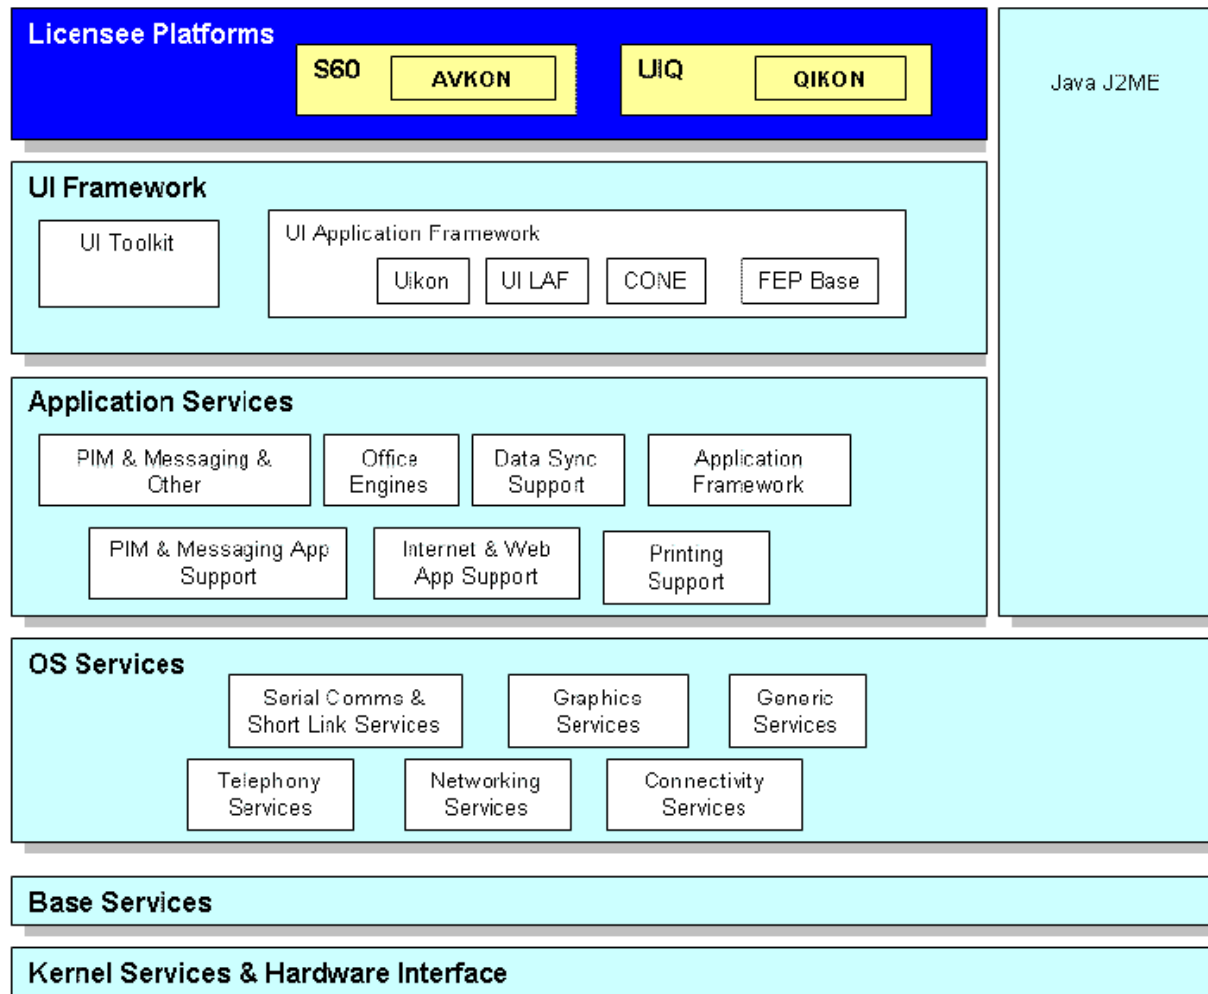 Licensee Platforms
S60
AVKON
UIQ
QIKON
Java J2ME
UI Framework
UI Toolkit
UI Application Framework
Uikon
UI LAF
CONE
FEP Base
Application Services
PIM & Messaging &
Other
Office
Engines
Data Sync
Support
Application
Framework
PIM & Messaging App
Support
Internet & Web
App Support
Printing
Support
OS Services
Serial Comms &
Short Link Services
Graphics
Services
Generic
Services
Telephony
Services
Networking
Services
Connectivity
Services
Base Services
Kernel Services & Hardware Interface